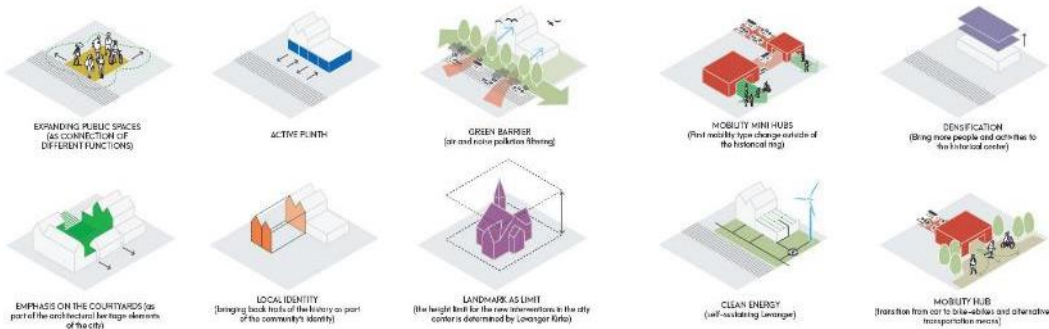 EXPANDING PUBLIC SPACES
(AS CONNECTION OF
DIFFERENT FUNCTIONS)
ACTIVE PLINTH
GREEN BARRIER
(air and noise pollution filtering)
MOBILITY MINI HUBS
(First mobility type change outside of
the historical ring)
DENSIFICATION
(Bring more people and activities to
the historical center)
EMPHASIS ON THE COURTYARDS (as
part of the architectural heritage elements
of the city)
LOCAL IDENTITY
(bringing back traits of the history as part
of the community's identity)
LANDMARK AS LIMIT
(the height limit for the new interventions in the city
center is determined by Levanger Kirke)
CLEAN ENERGY
(self-sustaining Levanger)
MOBILITY HUB
(transition from car to bike-ebikes and alternative
transportation means)